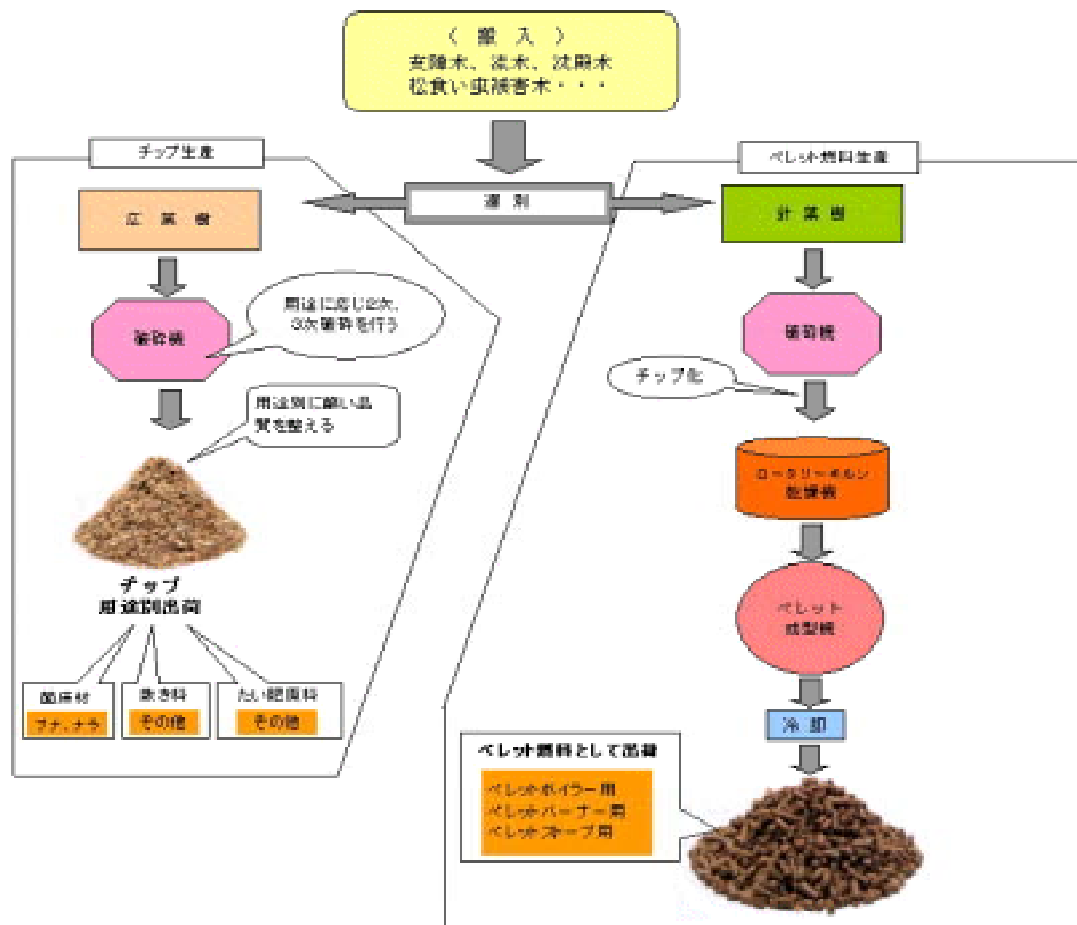 〈 搬 入 〉
支障木、流木、沈殿木
松食い虫被害木・・・
チップ生産
ペレット燃料生産
選 別
広 葉 樹
針 葉 樹
用途に応じ2次、
3次破砕を行う
破砕機
破砕機
チップ化
用途別に
質を整える
ロータリーキルン
乾燥機
チップ
用途別出荷
ペレット
成型機
菌床材
敷き料
たい肥原料
ブナ、ナラ
その他
その他
冷 却
ペレット燃料として出荷
ペレットボイラー用
ペレットバーナー用
ペレットストーブ用